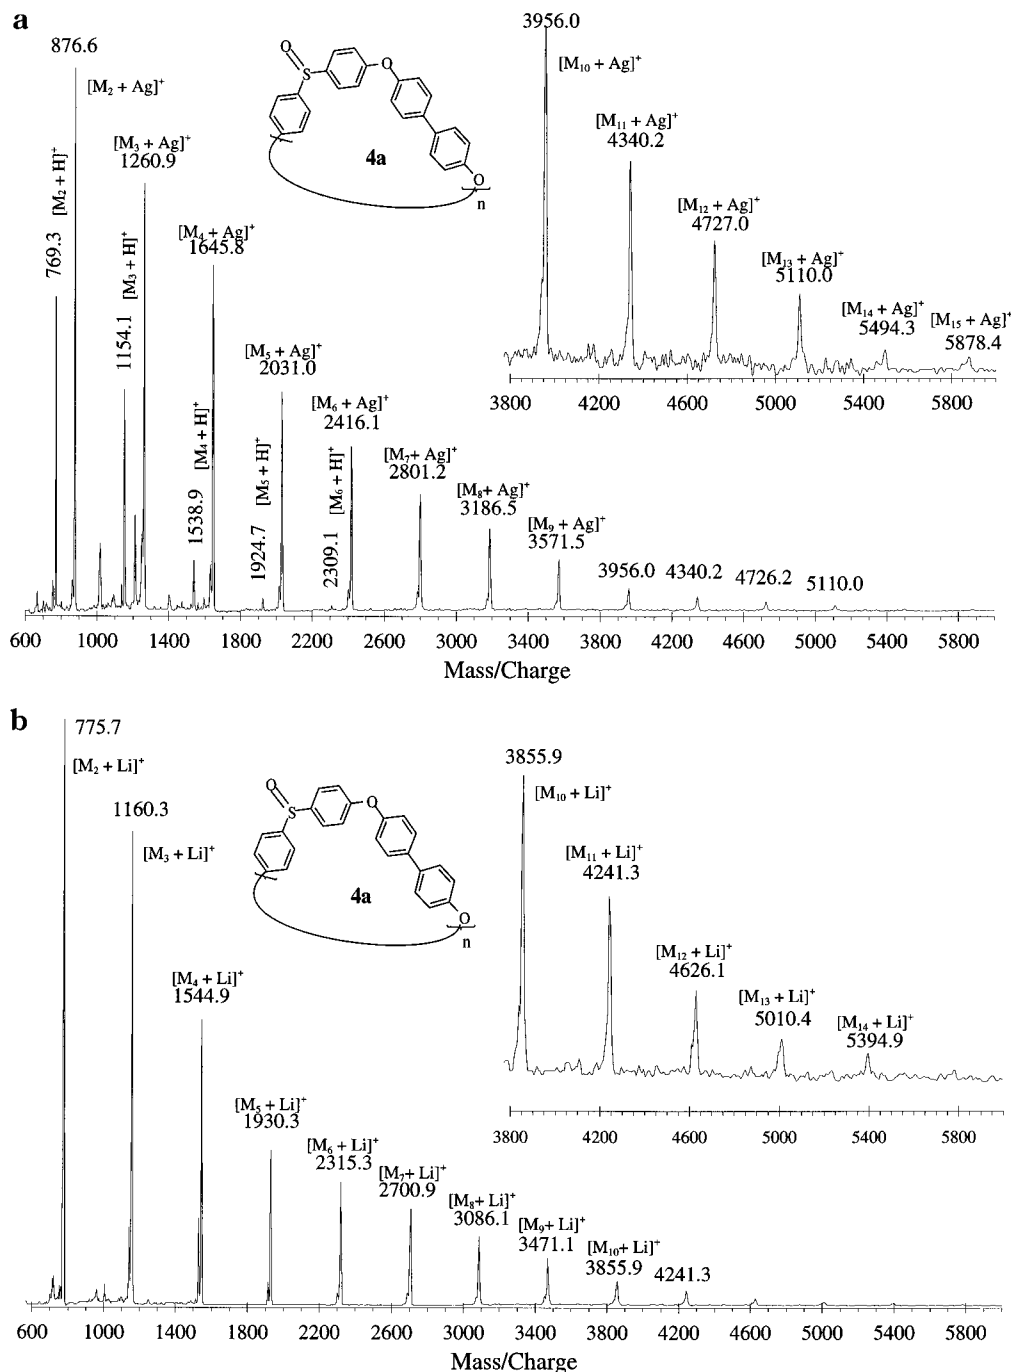 a
876.6
[M₂ + Ag]⁺
769.3 [M₂ + H]⁺
[M₃ + Ag]⁺
1260.9
1154.1 [M₃ + H]⁺
[M₄ + Ag]⁺
1645.8
1538.9 [M₄ + H]⁺
[M₅ + Ag]⁺
2031.0
1924.7 [M₅ + H]⁺
[M₆ + Ag]⁺
2416.1
2309.1 [M₆ + H]⁺
[M₇+ Ag]⁺
2801.2
[M₈+ Ag]⁺
3186.5
[M₉ + Ag]⁺
3571.5
3956.0
4340.2
4726.2
5110.0
O
S
O
4a
O
n
3956.0
[M₁₀ + Ag]⁺
[M₁₁ + Ag]⁺
4340.2
[M₁₂ + Ag]⁺
4727.0
[M₁₃ + Ag]⁺
5110.0
[M₁₄ + Ag]⁺
5494.3
[M₁₅ + Ag]⁺
5878.4
3800 4200 4600 5000 5400 5800
600 1000 1400 1800 2200 2600 3000 3400 3800 4200 4600 5000 5400 5800
Mass/Charge
b
775.7
[M₂ + Li]⁺
1160.3
[M₃ + Li]⁺
[M₄ + Li]⁺
1544.9
[M₅ + Li]⁺
1930.3
[M₆ + Li]⁺
2315.3
[M₇+ Li]⁺
2700.9
[M₈+ Li]⁺
3086.1
[M₉+ Li]⁺
3471.1
[M₁₀+ Li]⁺
3855.9
4241.3
O
S
O
4a
O
n
3855.9
[M₁₀ + Li]⁺
[M₁₁ + Li]⁺
4241.3
[M₁₂ + Li]⁺
4626.1
[M₁₃ + Li]⁺
5010.4
[M₁₄ + Li]⁺
5394.9
3800 4200 4600 5000 5400 5800
600 1000 1400 1800 2200 2600 3000 3400 3800 4200 4600 5000 5400 5800
Mass/Charge